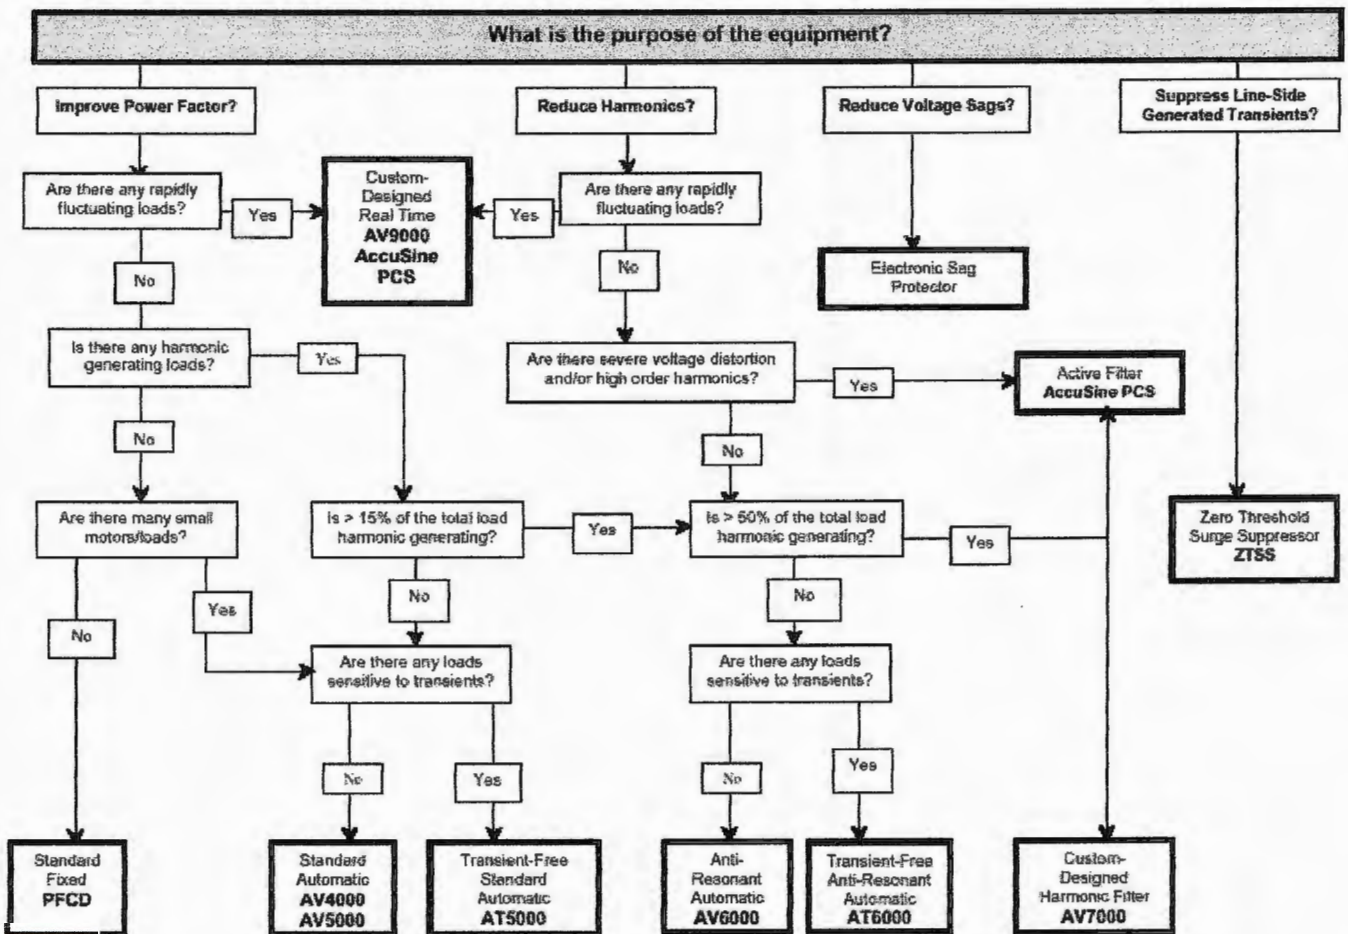 What is the purpose of the equipment?
Improve Power Factor?
Reduce Harmonics?
Reduce Voltage Sags?
Suppress Line-Side
Generated Transients?
Are there any rapidly
fluctuating loads?
Yes
Custom-
Designed
Real Time
AV9000
AccuSine
PCS
Yes
Are there any rapidly
fluctuating loads?
No
No
Electronic Sag
Protector
Is there any harmonic
generating loads?
Yes
Are there severe voltage distortion
and/or high order harmonics?
Yes
Active Filter
AccuSine PCS
No
No
Are there many small
motors/loads?
Is > 15% of the total load
harmonic generating?
Yes
Is > 50% of the total load
harmonic generating?
Yes
Zero Threshold
Surge Suppressor
ZTSS
No
Yes
No
No
Are there any loads
sensitive to transients?
Are there any loads
sensitive to transients?
No
Yes
No
Yes
Standard
Fixed
PFCD
Standard
Automatic
AV4000
AV5000
Transient-Free
Standard
Automatic
AT5000
Anti-
Resonant
Automatic
AV6000
Transient-Free
Anti-Resonant
Automatic
AT6000
Custom-
Designed
Harmonic Filter
AV7000